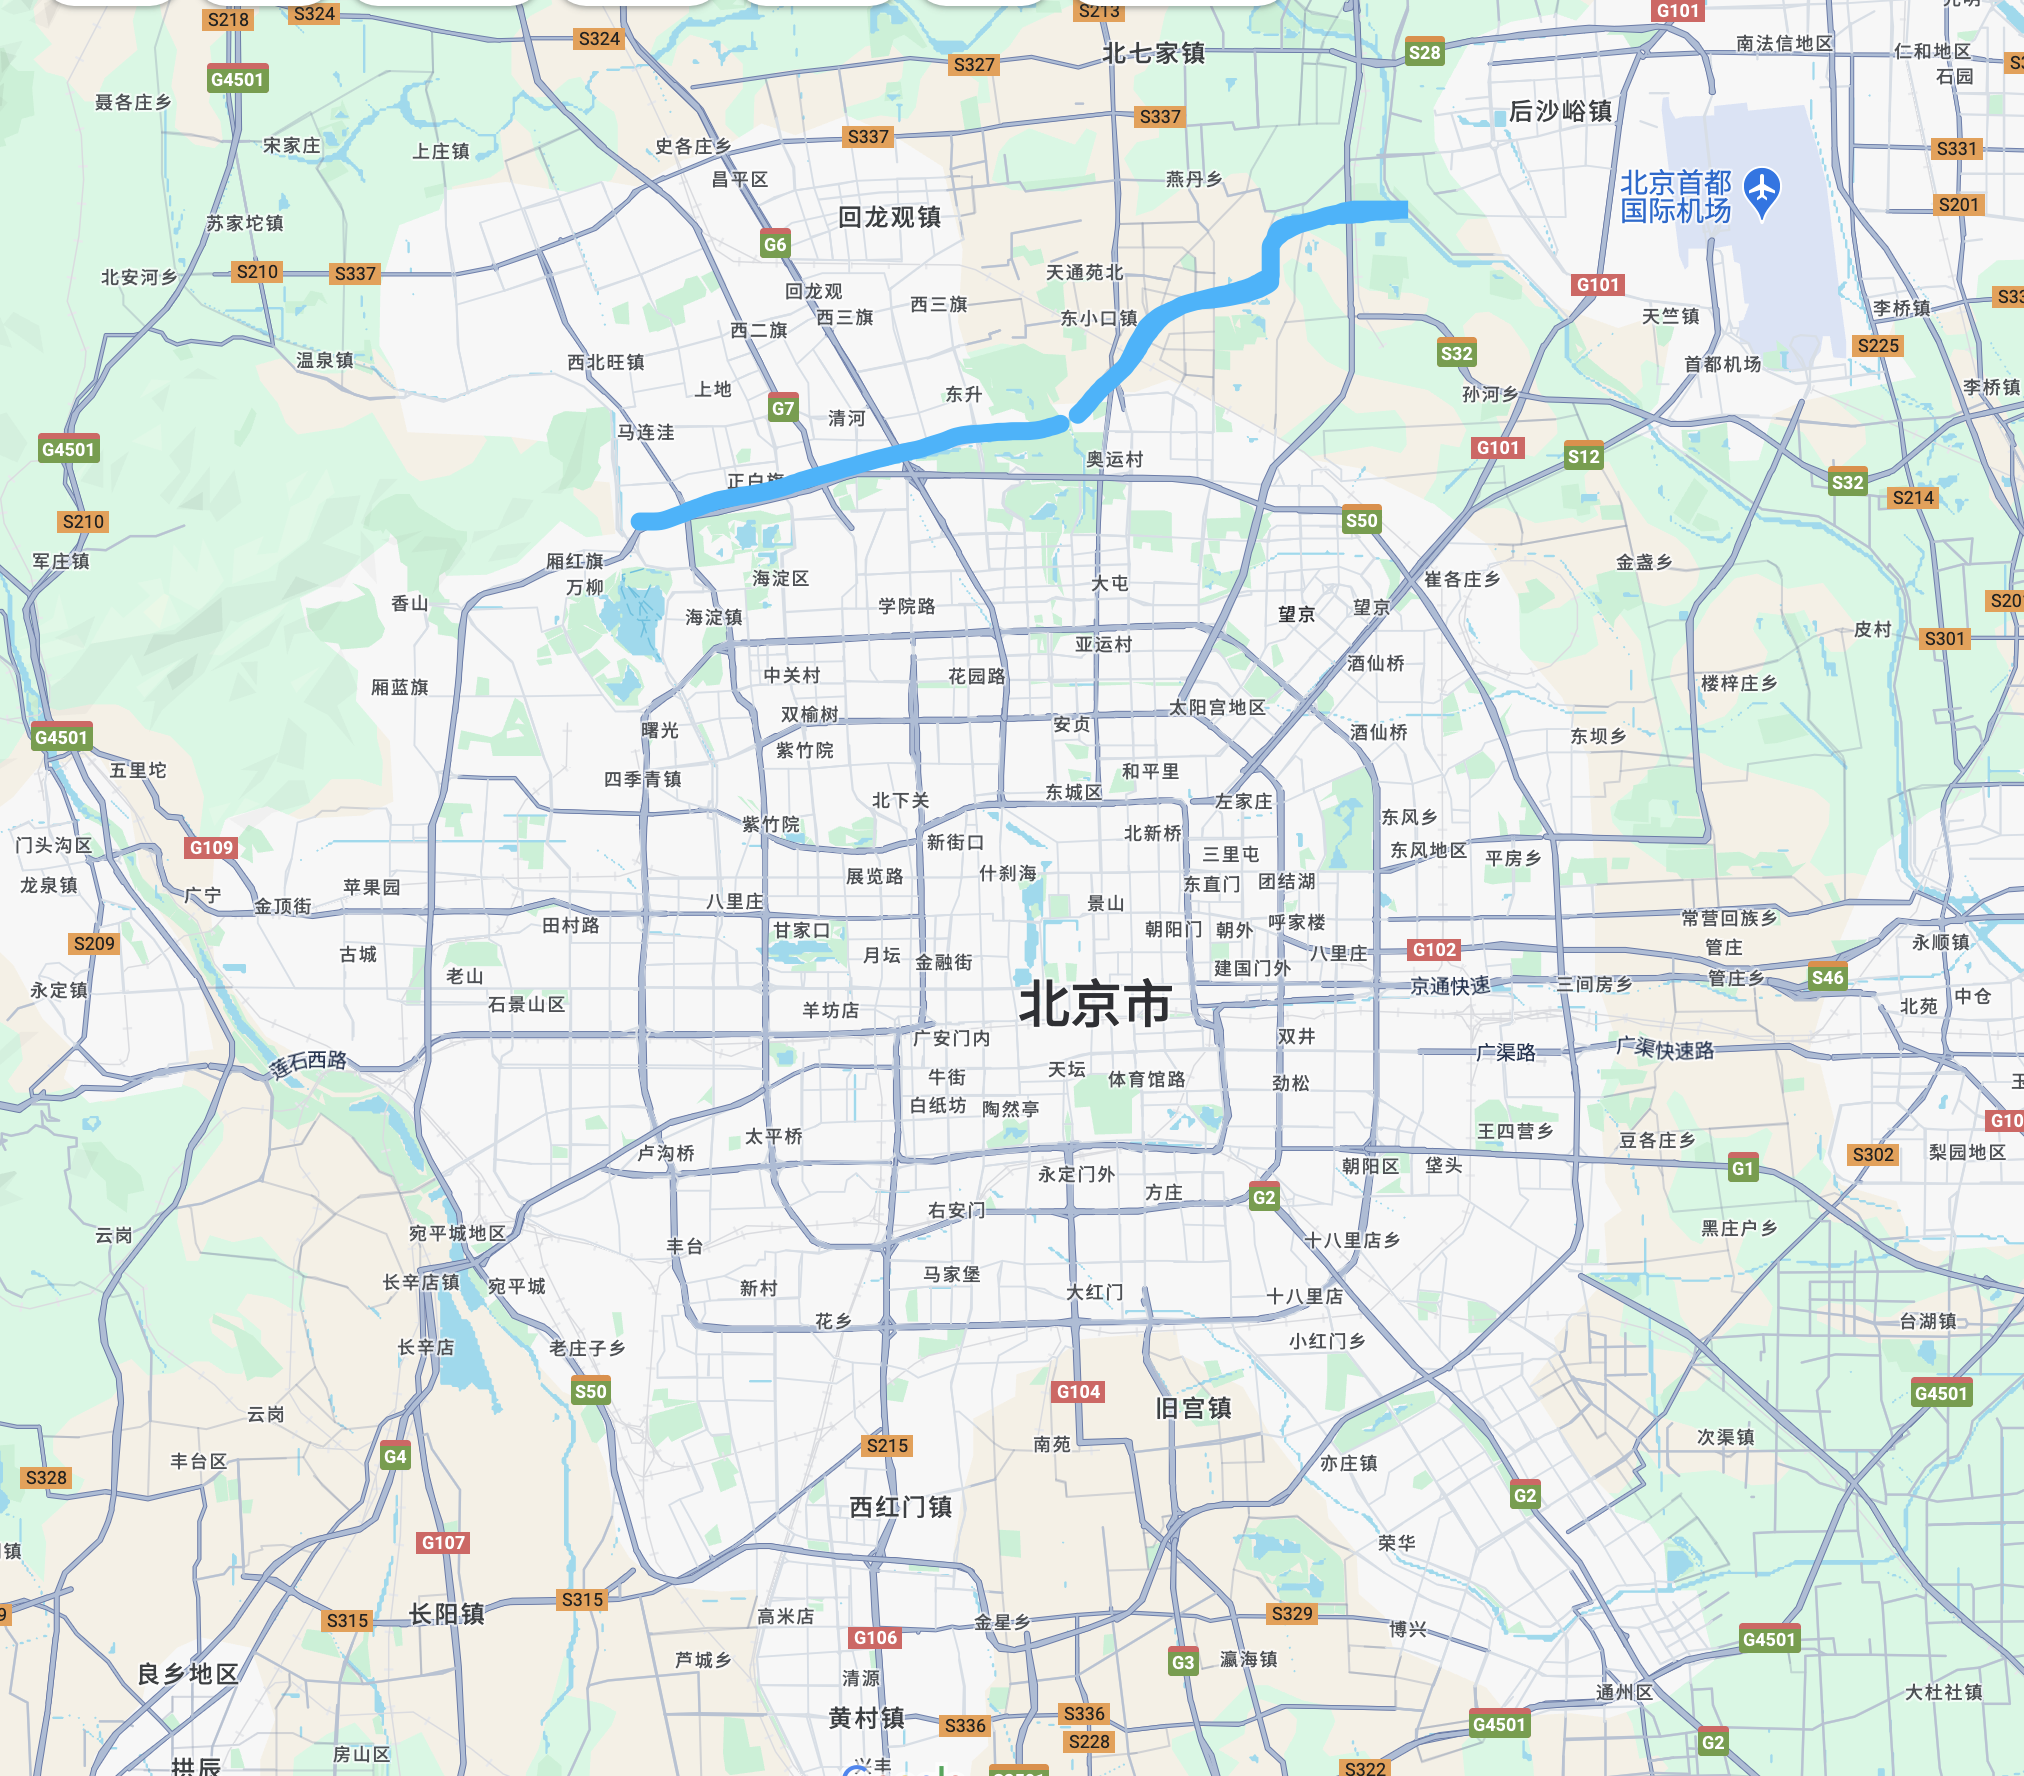 S218
S324
S213
G101
S324
北七家镇
S28
南法信地区
仁和地区
G4501
S327
石园
聂各庄乡
后沙峪镇
S337
S337
宋家庄
上庄镇
史各庄乡
S331
昌平区
燕丹乡
北京首都
国际机场
S201
苏家坨镇
回龙观镇
G6
北安河乡
S210
S337
天通苑北
G101
回龙观
西三旗
李桥镇
西二旗
西三旗
东小口镇
天竺镇
温泉镇
西北旺镇
S32
S225
首都机场
上地
东升
孙河乡
李桥镇
G7
清河
马连洼
G4501
奥运村
G101
S12
正白旗
S32
S214
S210
S50
军庄镇
厢红旗
万柳
海淀区
大屯
金盏乡
崔各庄乡
香山
海淀镇
学院路
望京
望京
皮村
S301
亚运村
酒仙桥
厢蓝旗
中关村
花园路
楼梓庄乡
双榆树
太阳宫地区
曙光
安贞
酒仙桥
东坝乡
G4501
紫竹院
五里坨
四季青镇
和平里
北下关
东城区
左家庄
紫竹院
东风乡
门头沟区
G109
新街口
北新桥
东风地区
平房乡
三里屯
龙泉镇
苹果园
展览路
什刹海
东直门
团结湖
广宁
金顶街
八里庄
景山
田村路
甘家口
朝阳门
朝外
呼家楼
常营回族乡
S209
古城
月坛
金融街
八里庄
G102
管庄
永顺镇
老山
建国门外
永定镇
石景山区
京通快速
三间房乡
管庄乡
S46
北京市
羊坊店
北苑
中仓
广安门内
双井
莲石西路
广渠路
广渠快速路
牛街
天坛
体育馆路
劲松
白纸坊
陶然亭
太平桥
王四营乡
豆各庄乡
卢沟桥
S302
梨园地区
永定门外
朝阳区
垡头
G1
方庄
G2
右安门
云岗
宛平城地区
丰台
十八里店乡
黑庄户乡
长辛店镇
宛平城
新村
马家堡
大红门
十八里店
花乡
台湖镇
长辛店
老庄子乡
小红门乡
S50
G104
G4501
旧宫镇
云岗
南苑
次渠镇
G4
丰台区
S215
亦庄镇
S328
G2
西红门镇
G107
荣华
S315
S315
长阳镇
高米店
金星乡
S329
博兴
G106
G4501
芦城乡
G3
瀛海镇
良乡地区
清源
通州区
大杜社镇
黄村镇
S336
S336
G4501
S228
G2
房山区
拱辰
S322